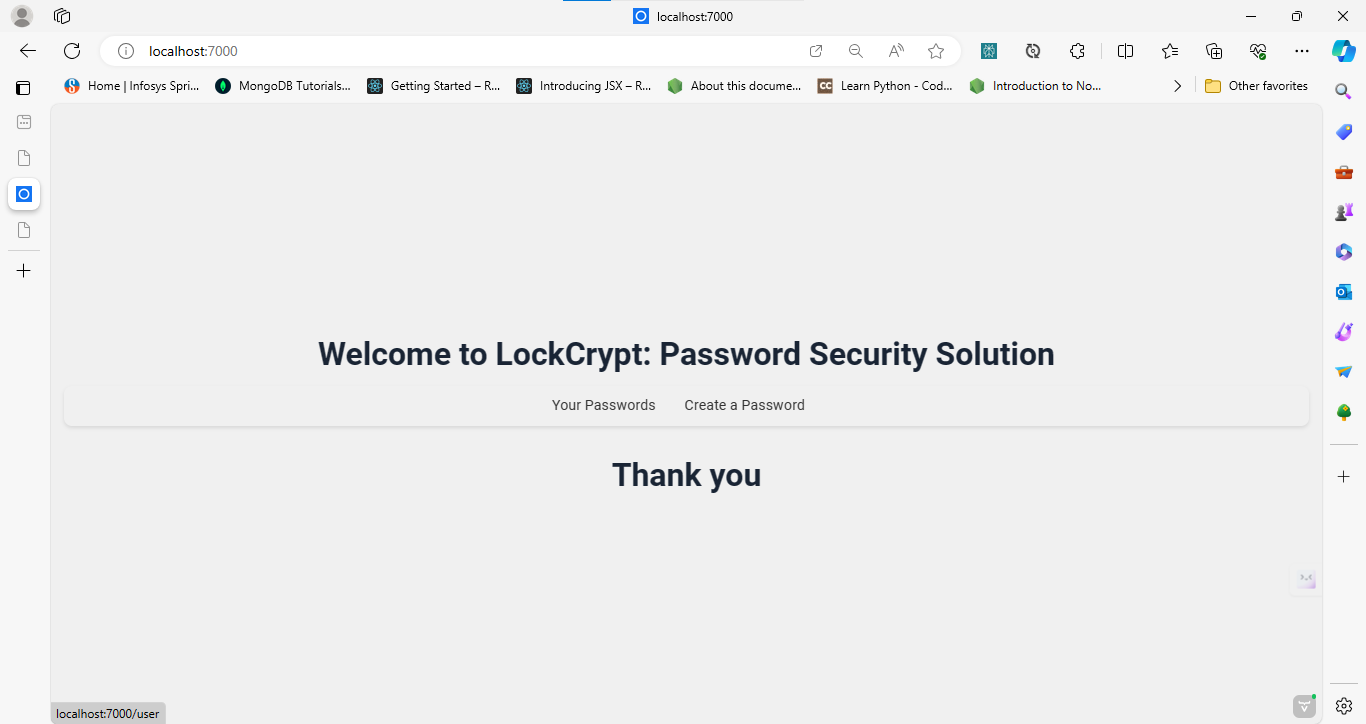 localhost:7000
localhost:7000
Home | Infosys Spri...
MongoDB Tutorials...
Getting Started – R...
Introducing JSX – R...
About this docume...
CC
Learn Python - Cod...
Introduction to No...
Other favorites
Welcome to LockCrypt: Password Security Solution
Your Passwords
Create a Password
Thank you
localhost:7000/user